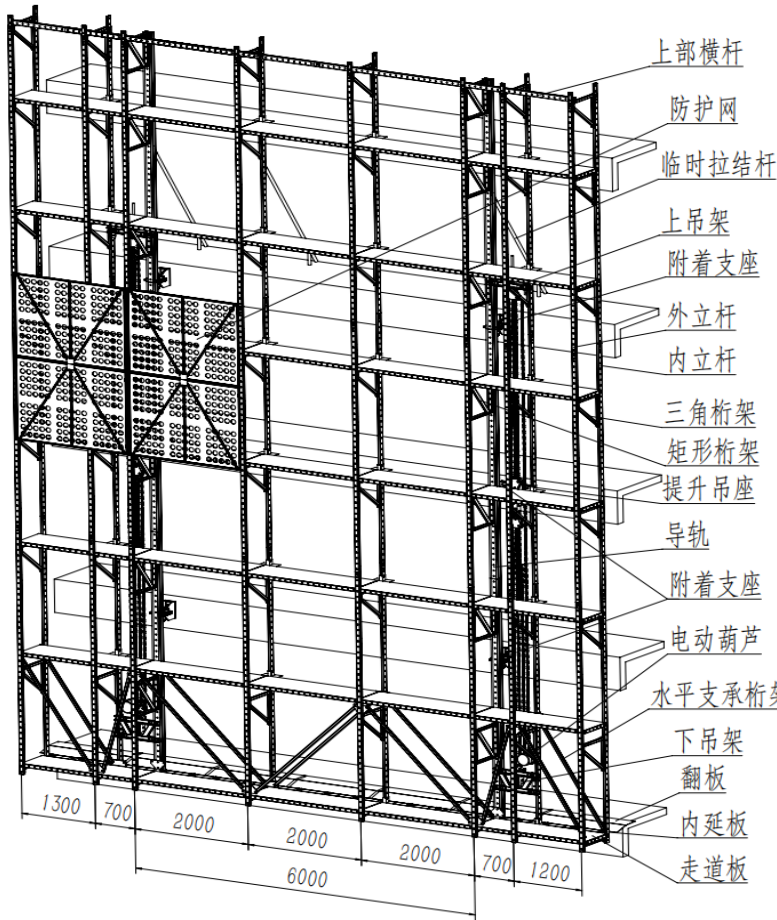 上部横杆
防护网
临时拉结杆
上吊架
附着支座
外立杆
内立杆
三角桁架
矩形桁架
提升吊座
导轨
附着支座
电动葫芦
水平支承桁架
下吊架
翻板
内延板
走道板
1300
700
2000
2000
2000
700
1200
6000